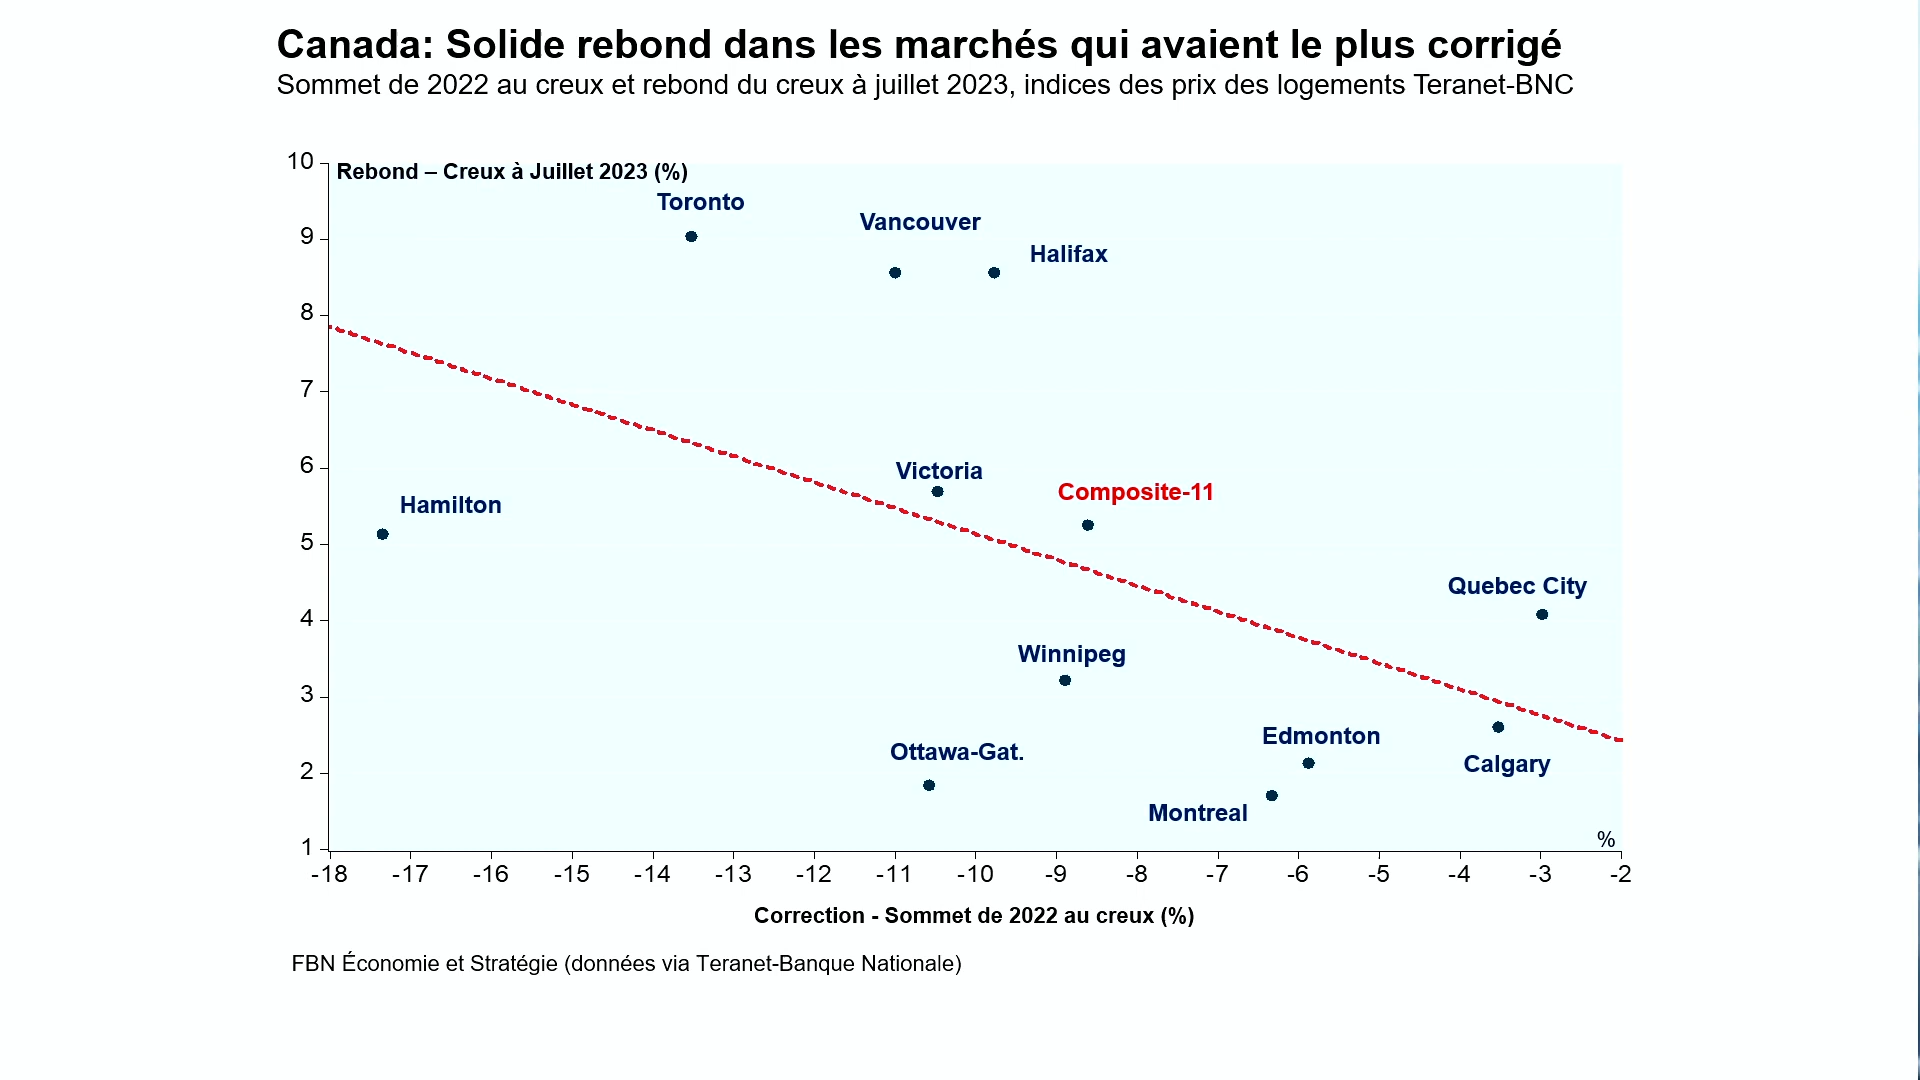 Canada: Solide rebond dans les marchés qui avaient le plus corrigé
Sommet de 2022 au creux et rebond du creux à juillet 2023, indices des prix des logements Teranet-BNC
10
Rebond – Creux à Juillet 2023 (%)
Toronto
Vancouver
9
Halifax
8
7
6
Victoria
Composite-11
Hamilton
5
Quebec City
4
Winnipeg
3
Edmonton
Ottawa-Gat.
Calgary
2
Montreal
%
1
-18 -17 -16 -15 -14 -13 -12 -11 -10 -9 -8 -7 -6 -5 -4 -3 -2
Correction - Sommet de 2022 au creux (%)
FBN Économie et Stratégie (données via Teranet-Banque Nationale)